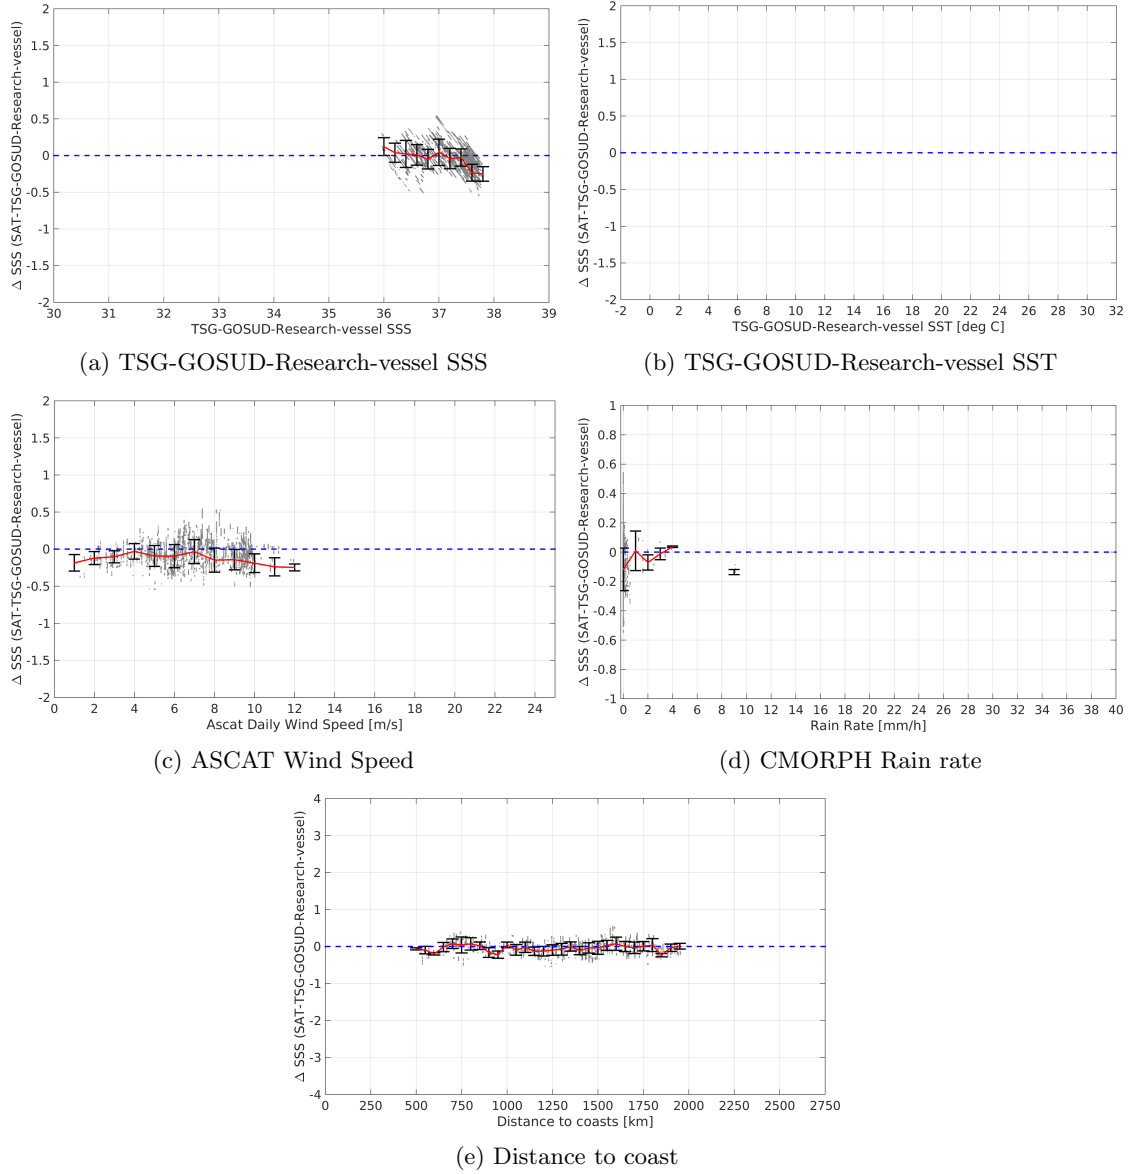 Δ SSS (SAT-TSG-GOSUD-Research-vessel)
2
1.5
1
0.5
0
-0.5
-1
-1.5
-2
30 31 32 33 34 35 36 37 38 39
TSG-GOSUD-Research-vessel SSS
(a) TSG-GOSUD-Research-vessel SSS
Δ SSS (SAT-TSG-GOSUD-Research-vessel)
2
1.5
1
0.5
0
-0.5
-1
-1.5
-2
-2 0 2 4 6 8 10 12 14 16 18 20 22 24 26 28 30 32
TSG-GOSUD-Research-vessel SST [deg C]
(b) TSG-GOSUD-Research-vessel SST
Δ SSS (SAT-TSG-GOSUD-Research-vessel)
2
1.5
1
0.5
0
-0.5
-1
-1.5
-2
0 2 4 6 8 10 12 14 16 18 20 22 24
Ascat Daily Wind Speed [m/s]
(c) ASCAT Wind Speed
Δ SSS (SAT-TSG-GOSUD-Research-vessel)
1
0.8
0.6
0.4
0.2
0
-0.2
-0.4
-0.6
-0.8
-1
0 2 4 6 8 10 12 14 16 18 20 22 24 26 28 30 32 34 36 38 40
Rain Rate [mm/h]
(d) CMORPH Rain rate
Δ SSS (SAT-TSG-GOSUD-Research-vessel)
4
3
2
1
0
-1
-2
-3
-4
0 250 500 750 1000 1250 1500 1750 2000 2250 2500 2750
Distance to coasts [km]
(e) Distance to coast